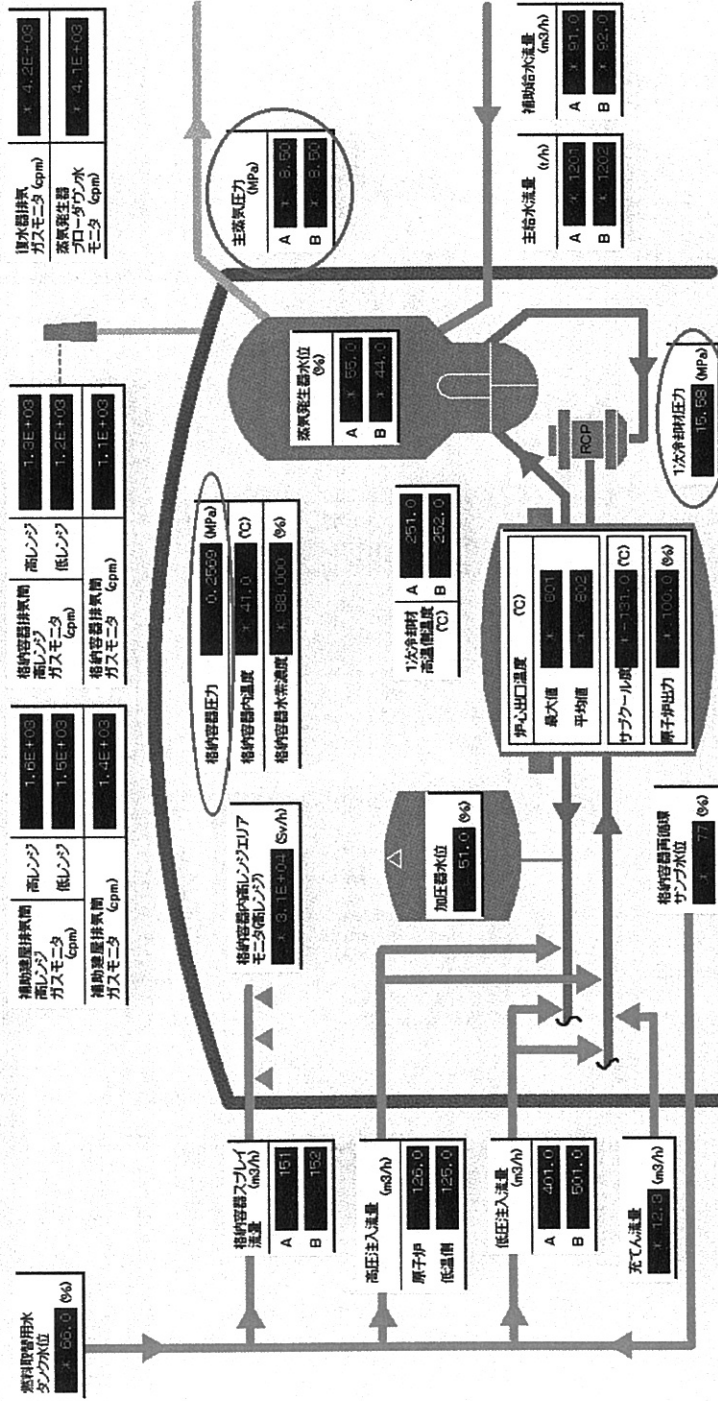 燃料取替用水
タンク水位
* 66.0 (%)
補助建屋排気筒
高レンジ
ガスモニタ
(cpm)
高レンジ
1.6E+03
低レンジ
1.5E+03
補助建屋排気筒
ガスモニタ (cpm)
1.4E+03
格納容器排気筒
高レンジ
ガスモニタ
(cpm)
高レンジ
1.3E+03
低レンジ
1.2E+03
格納容器排気筒
ガスモニタ (cpm)
1.1E+03
復水器排気
ガスモニタ (cpm)
* 4.2E+03
蒸気発生器
ブローダウン水
モニタ (cpm)
* 4.1E+03
格納容器スプレイ
流量 (m3/h)
A 151
B 152
格納容器内高レンジエリア
モニタ(高レンジ)
* 3.1E+04 (Sv/h)
格納容器圧力 0.2569 (MPa)
格納容器内温度 * 41.0 (℃)
格納容器水素濃度 * 88.000 (%)
主蒸気圧力
(MPa)
A * 8.50
B * 8.50
蒸気発生器水位
(%)
A * 55.0
B * 44.0
高圧注入流量
(m3/h)
原子炉 126.0
低温側 125.0
加圧器水位
51.0 (%)
1次冷却材
高温側温度
(℃)
A 251.0
B 252.0
低圧注入流量
(m3/h)
A 401.0
B 501.0
炉心出口温度 (℃)
最大値 * 801
平均値 * 802
サブクール度 * -131.0 (℃)
原子炉出力 * 100.0 (%)
RCP
主給水流量
(t/h)
A * 1201
B * 1202
補助給水流量
(m3/h)
A * 91.0
B * 92.0
充てん流量
* 12.3 (m3/h)
格納容器再循環
サンプ水位
* 77 (%)
1次冷却材圧力
15.58 (MPa)